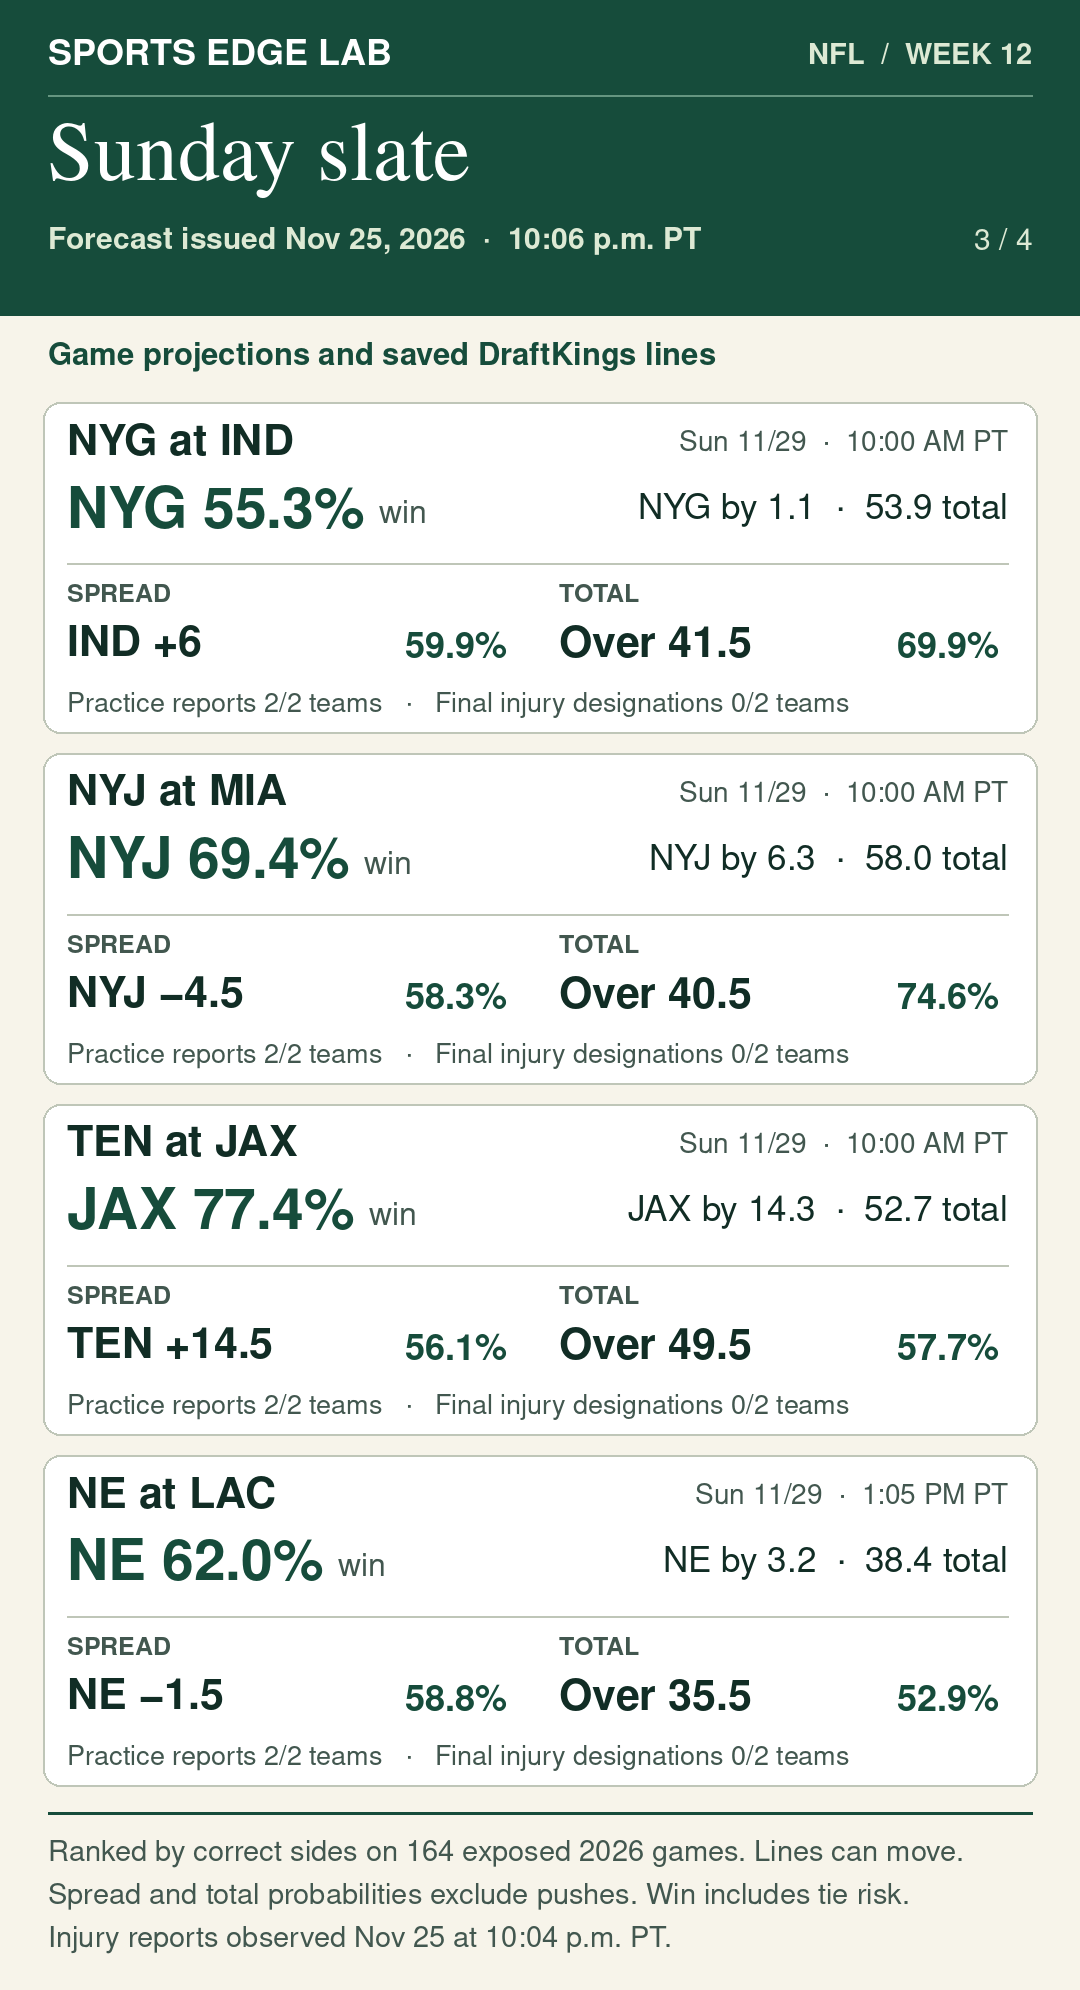 SPORTS EDGE LAB
NFL / WEEK 12
Sunday slate
Forecast issued Nov 25, 2026 · 10:06 p.m. PT
3 / 4
Game projections and saved DraftKings lines
NYG at IND
Sun 11/29 · 10:00 AM PT
NYG 55.3% win
NYG by 1.1 · 53.9 total
SPREAD
TOTAL
IND +6 59.9%
Over 41.5 69.9%
Practice reports 2/2 teams · Final injury designations 0/2 teams
NYJ at MIA
Sun 11/29 · 10:00 AM PT
NYJ 69.4% win
NYJ by 6.3 · 58.0 total
SPREAD
TOTAL
NYJ −4.5 58.3%
Over 40.5 74.6%
Practice reports 2/2 teams · Final injury designations 0/2 teams
TEN at JAX
Sun 11/29 · 10:00 AM PT
JAX 77.4% win
JAX by 14.3 · 52.7 total
SPREAD
TOTAL
TEN +14.5 56.1%
Over 49.5 57.7%
Practice reports 2/2 teams · Final injury designations 0/2 teams
NE at LAC
Sun 11/29 · 1:05 PM PT
NE 62.0% win
NE by 3.2 · 38.4 total
SPREAD
TOTAL
NE −1.5 58.8%
Over 35.5 52.9%
Practice reports 2/2 teams · Final injury designations 0/2 teams
Ranked by correct sides on 164 exposed 2026 games. Lines can move.
Spread and total probabilities exclude pushes. Win includes tie risk.
Injury reports observed Nov 25 at 10:04 p.m. PT.